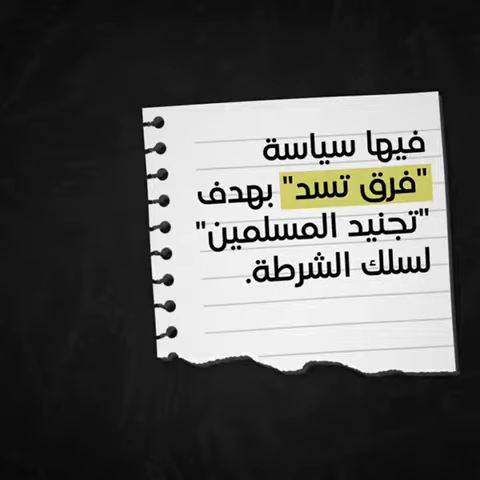 فيها سياسة
"فرق تسد" بهدف
"تجنيد المسلمين"
لسلك الشرطة.